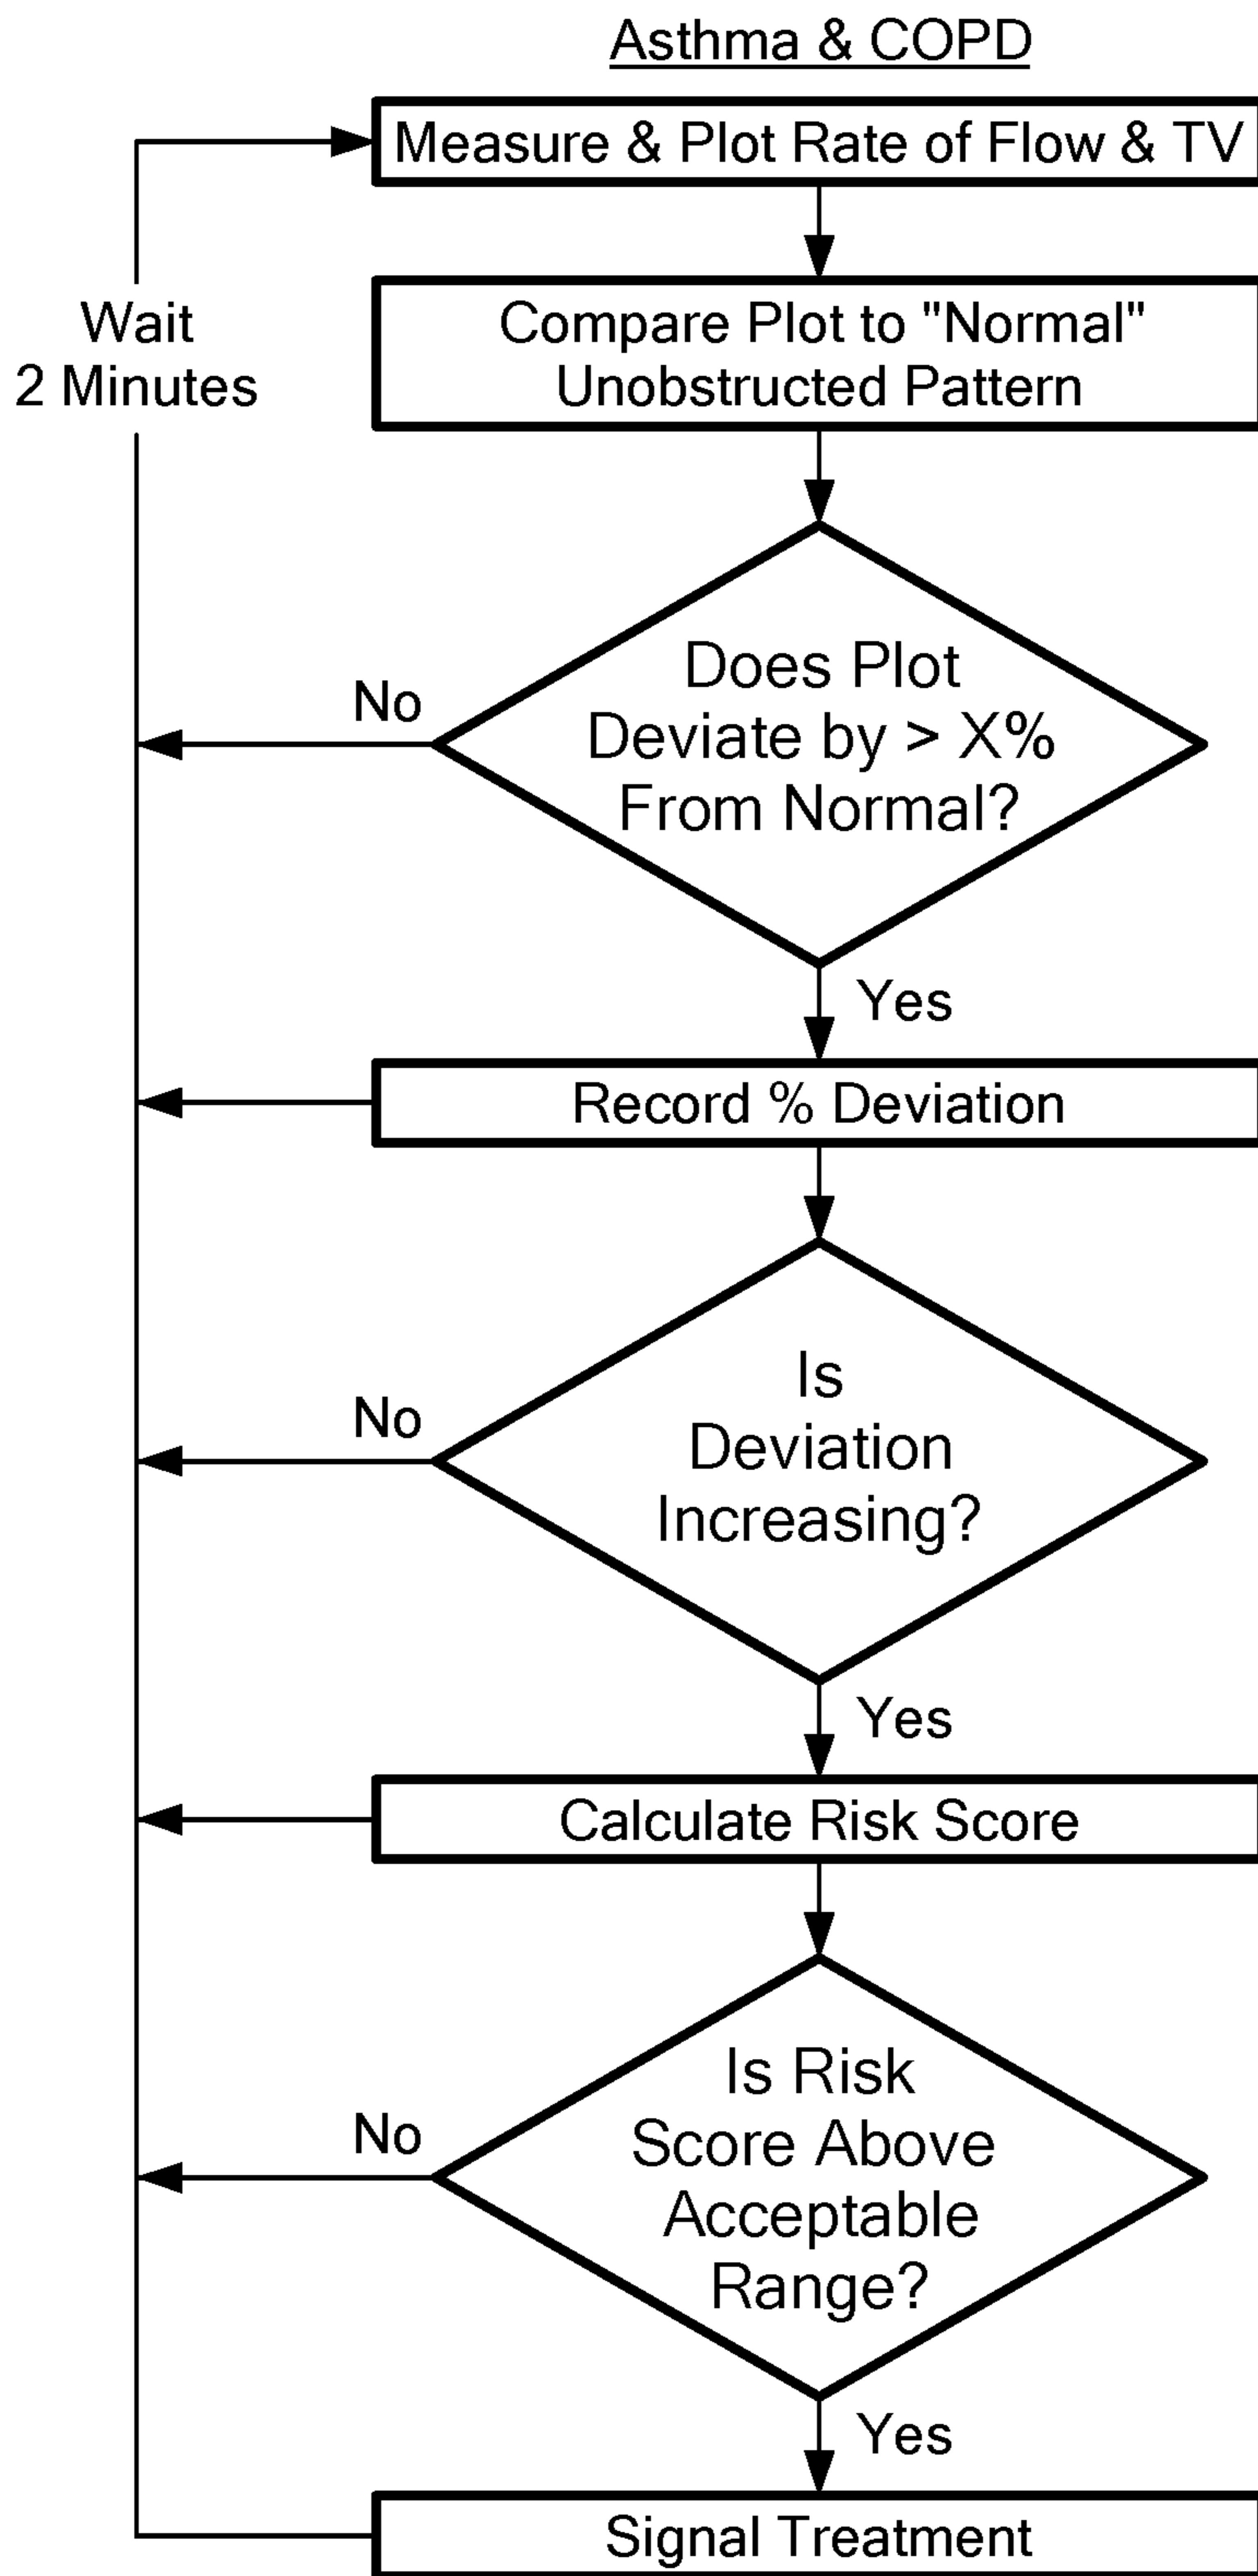 Asthma & COPD
Measure & Plot Rate of Flow & TV
Wait
2 Minutes
Compare Plot to "Normal"
Unobstructed Pattern
Does Plot
Deviate by > X%
From Normal?
No
Yes
Record % Deviation
Is
Deviation
Increasing?
No
Yes
Calculate Risk Score
Is Risk
Score Above
Acceptable
Range?
No
Yes
Signal Treatment